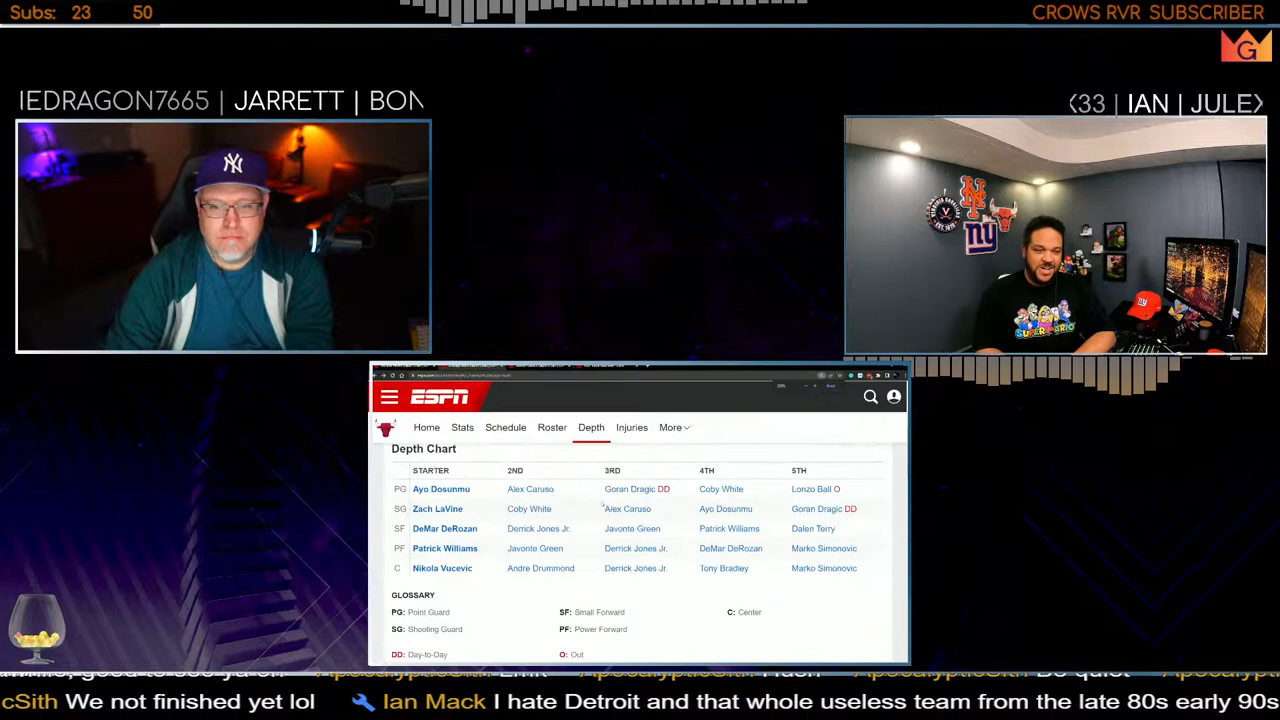 Subs: 23 50
CROWS RVR SUBSCRIBER
G
IEDRAGON7665 | JARRETT | BON
33 | IAN | JULEX
NY
NY
ny
SUPER MARIO
ESPN
Home Stats Schedule Roster Depth Injuries More
Depth Chart
STARTER 2ND 3RD 4TH 5TH
PG Ayo Dosunmu Alex Caruso Goran Dragic DD Coby White Lonzo Ball O
SG Zach LaVine Coby White Alex Caruso Ayo Dosunmu Goran Dragic DD
SF DeMar DeRozan Derrick Jones Jr. Javonte Green Patrick Williams Dalen Terry
PF Patrick Williams Javonte Green Derrick Jones Jr. DeMar DeRozan Marko Simonovic
C Nikola Vucevic Andre Drummond Derrick Jones Jr. Tony Bradley Marko Simonovic
GLOSSARY
PG: Point Guard SF: Small Forward C: Center
SG: Shooting Guard PF: Power Forward
DD: Day-to-Day O: Out
cSith We not finished yet lol Ian Mack I hate Detroit and that whole useless team from the late 80s early 90s